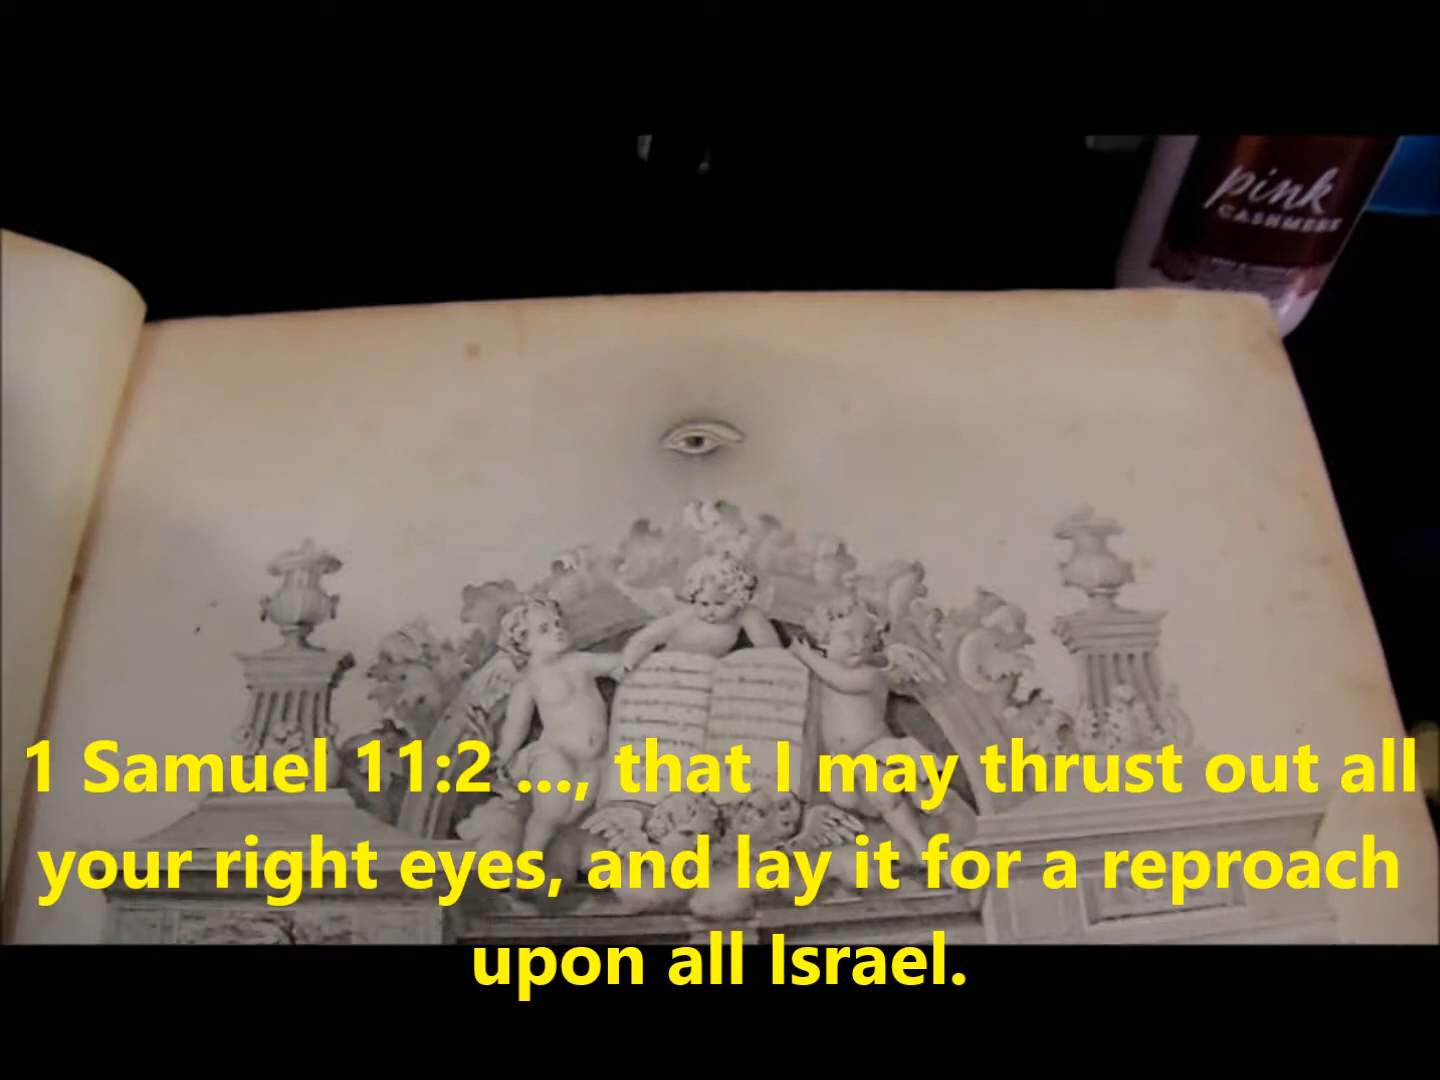 pink
CASHMERE
1 Samuel 11:2 ..., that I may thrust out all
your right eyes, and lay it for a reproach
upon all Israel.